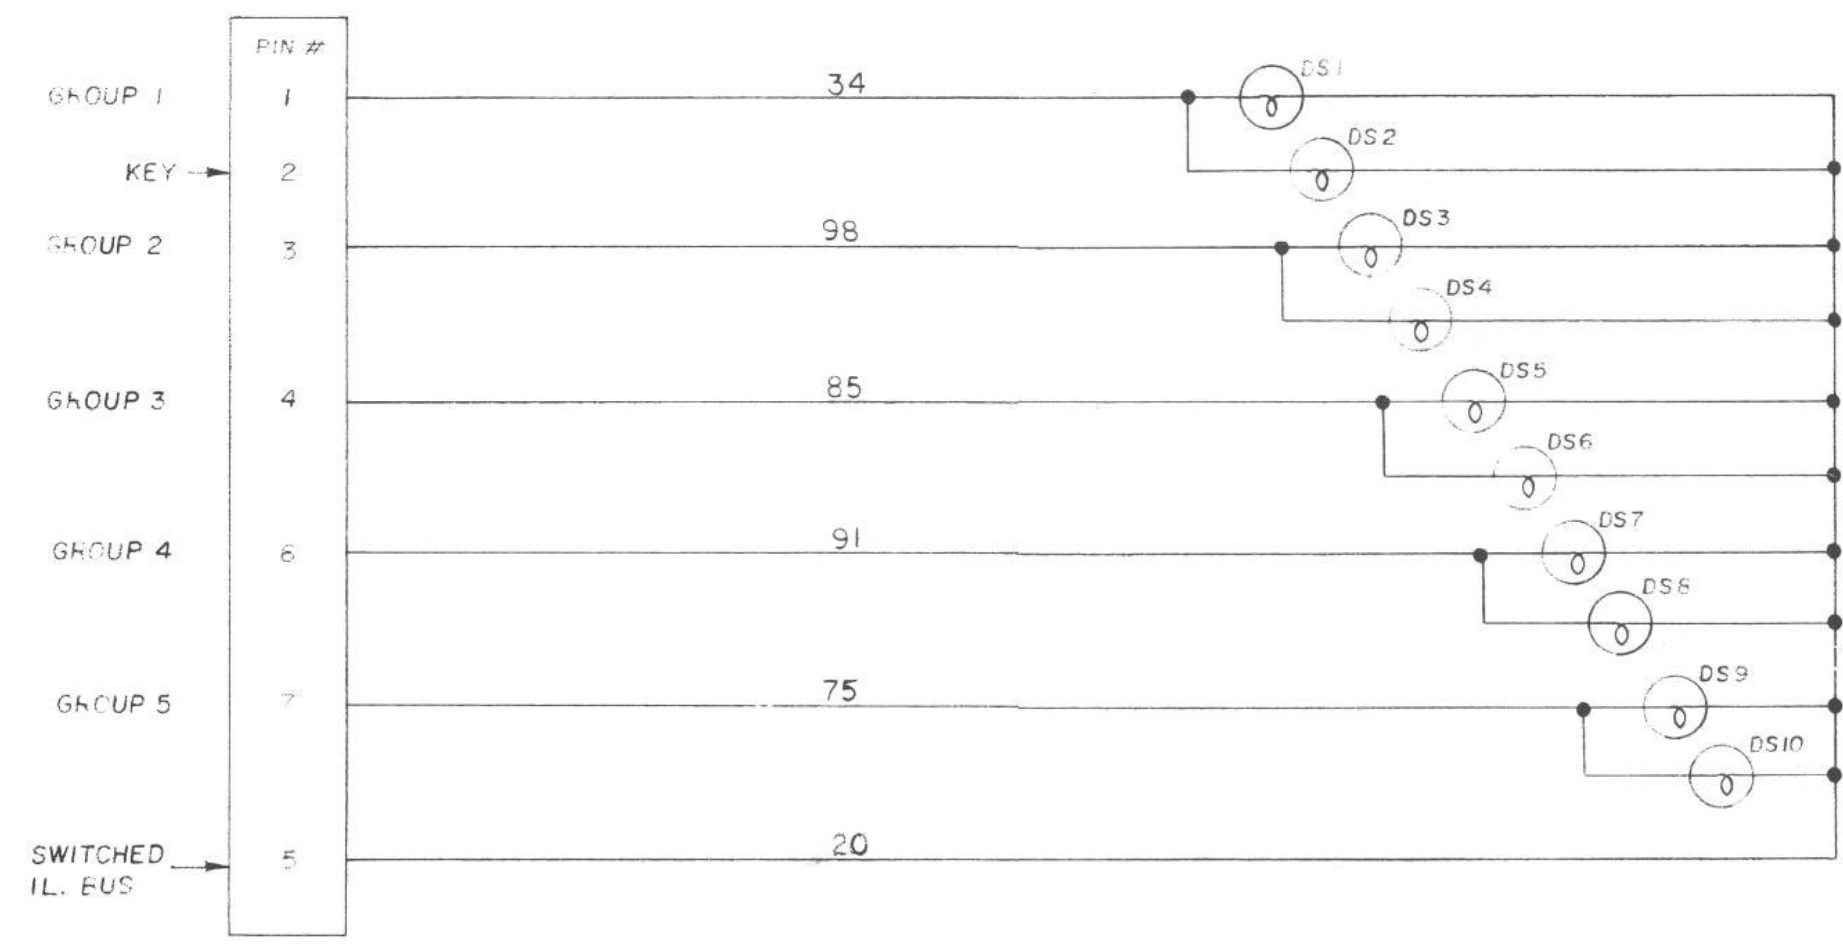 PIN #
GROUP 1 1 34 DS1
DS2
KEY 2
GROUP 2 3 98 DS3
DS4
GROUP 3 4 85 DS5
DS6
GROUP 4 6 91 DS7
DS8
GROUP 5 7 75 DS9
DS10
SWITCHED 5 20
IL. BUS